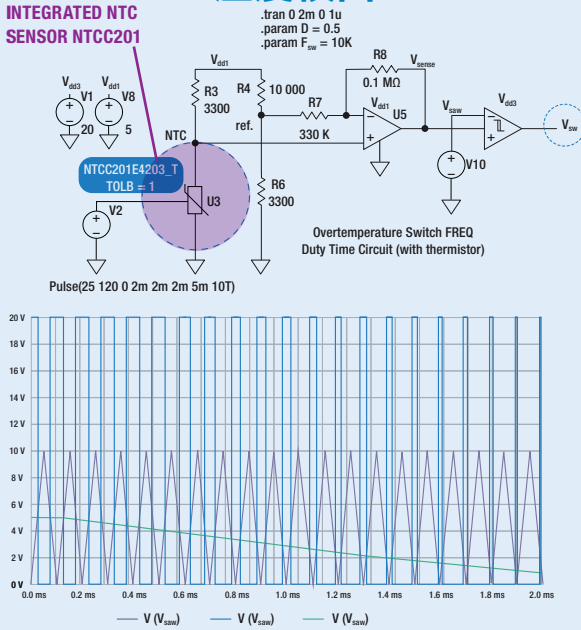 INTEGRATED NTC
SENSOR NTCC201
.tran 0 2m 0 1u
.param D = 0.5
.param Fsw = 10K
Vdd3 Vdd1
V1 V8
20 5
Vdd1
R3
3300
R4 10 000
ref.
R7
330 K
R8
0.1 MΩ
Vdd1
U5
Vsense
Vsaw
Vdd3
Vsw
V10
NTC
NTCC201E4203_T
TOLB = 1
U3
R6
3300
V2
Overtemperature Switch FREQ
Duty Time Circuit (with thermistor)
Pulse(25 120 0 2m 2m 2m 5m 10T)
20 V
18 V
16 V
14 V
12 V
10 V
8 V
6 V
4 V
2 V
0 V
0.0 ms 0.2 ms 0.4 ms 0.6 ms 0.8 ms 1.0 ms 1.2 ms 1.4 ms 1.6 ms 1.8 ms 2.0 ms
V (Vsaw) V (Vsaw) V (Vsaw)